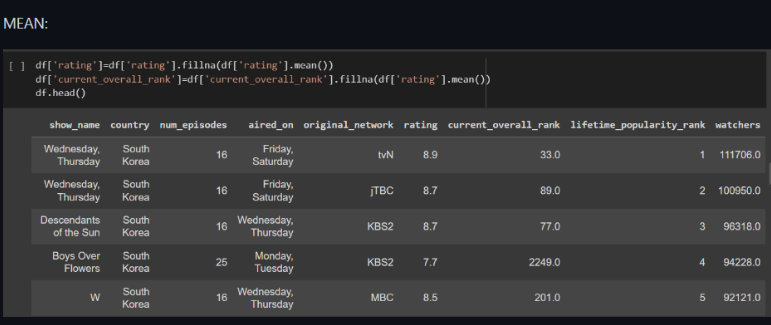 MEAN:
[ ] df['rating']=df['rating'].fillna(df['rating'].mean())
df['current_overall_rank']=df['current_overall_rank'].fillna(df['rating'].mean())
df.head()
show_name country num_episodes aired_on original_network rating current_overall_rank lifetime_popularity_rank watchers
Wednesday, Thursday South Korea 16 Friday, Saturday tvN 8.9 33.0 1 111706.0
Wednesday, Thursday South Korea 16 Friday, Saturday jTBC 8.7 89.0 2 100950.0
Descendants of the Sun South Korea 16 Wednesday, Thursday KBS2 8.7 77.0 3 96318.0
Boys Over Flowers South Korea 25 Monday, Tuesday KBS2 7.7 2249.0 4 94228.0
W South Korea 16 Wednesday, Thursday MBC 8.5 201.0 5 92121.0